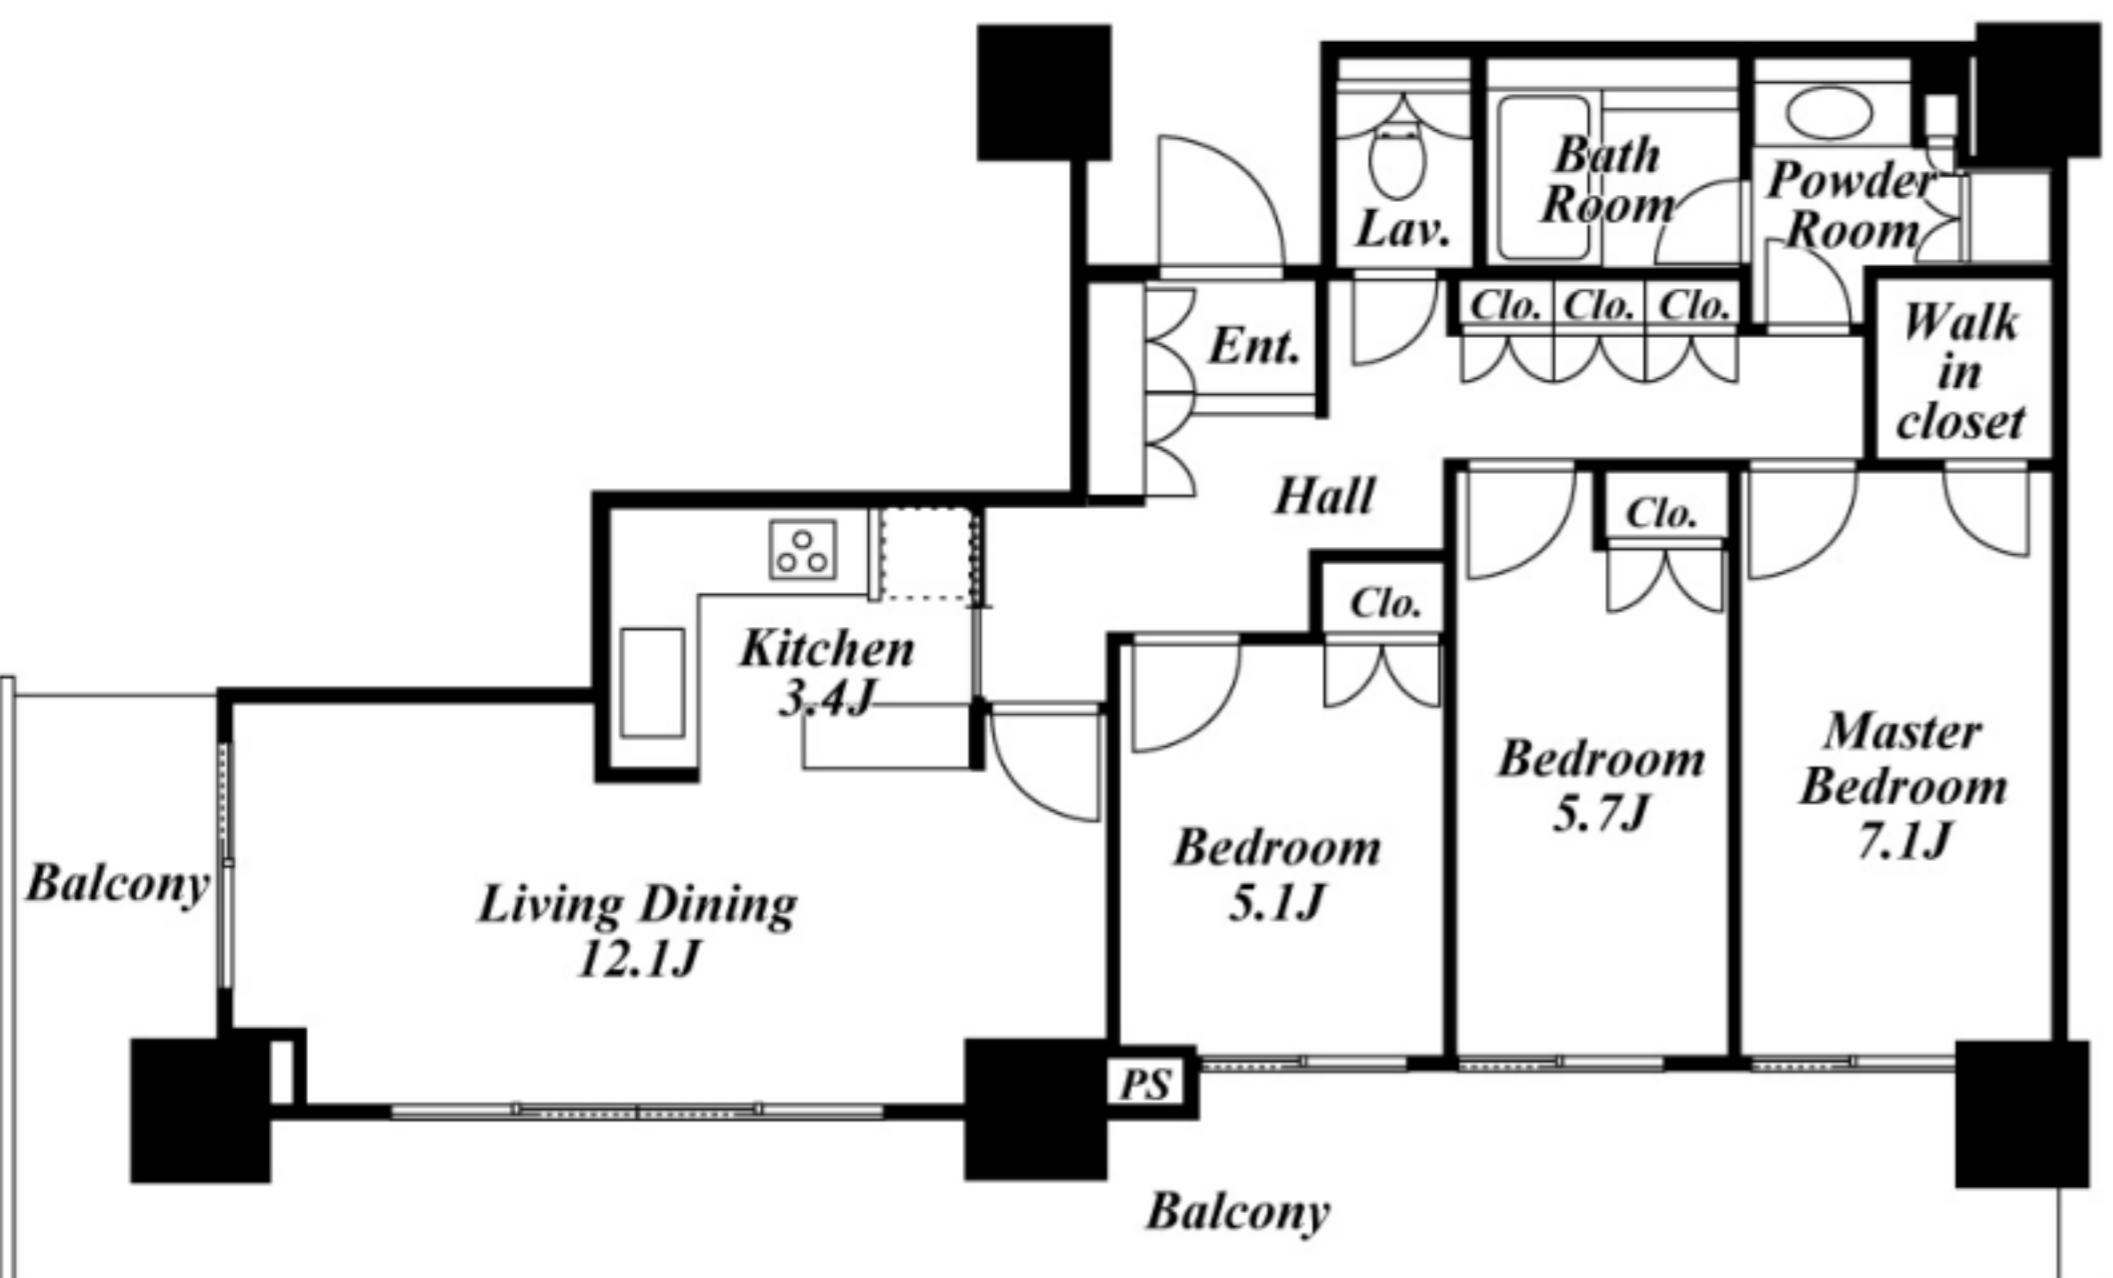 Bath
Room
Lav.
Powder
Room
Ent.
Clo.
Clo.
Clo.
Walk
in
closet
Hall
Clo.
Clo.
Kitchen
3.4J
Balcony
Living Dining
12.1J
Bedroom
5.1J
Bedroom
5.7J
Master
Bedroom
7.1J
PS
Balcony